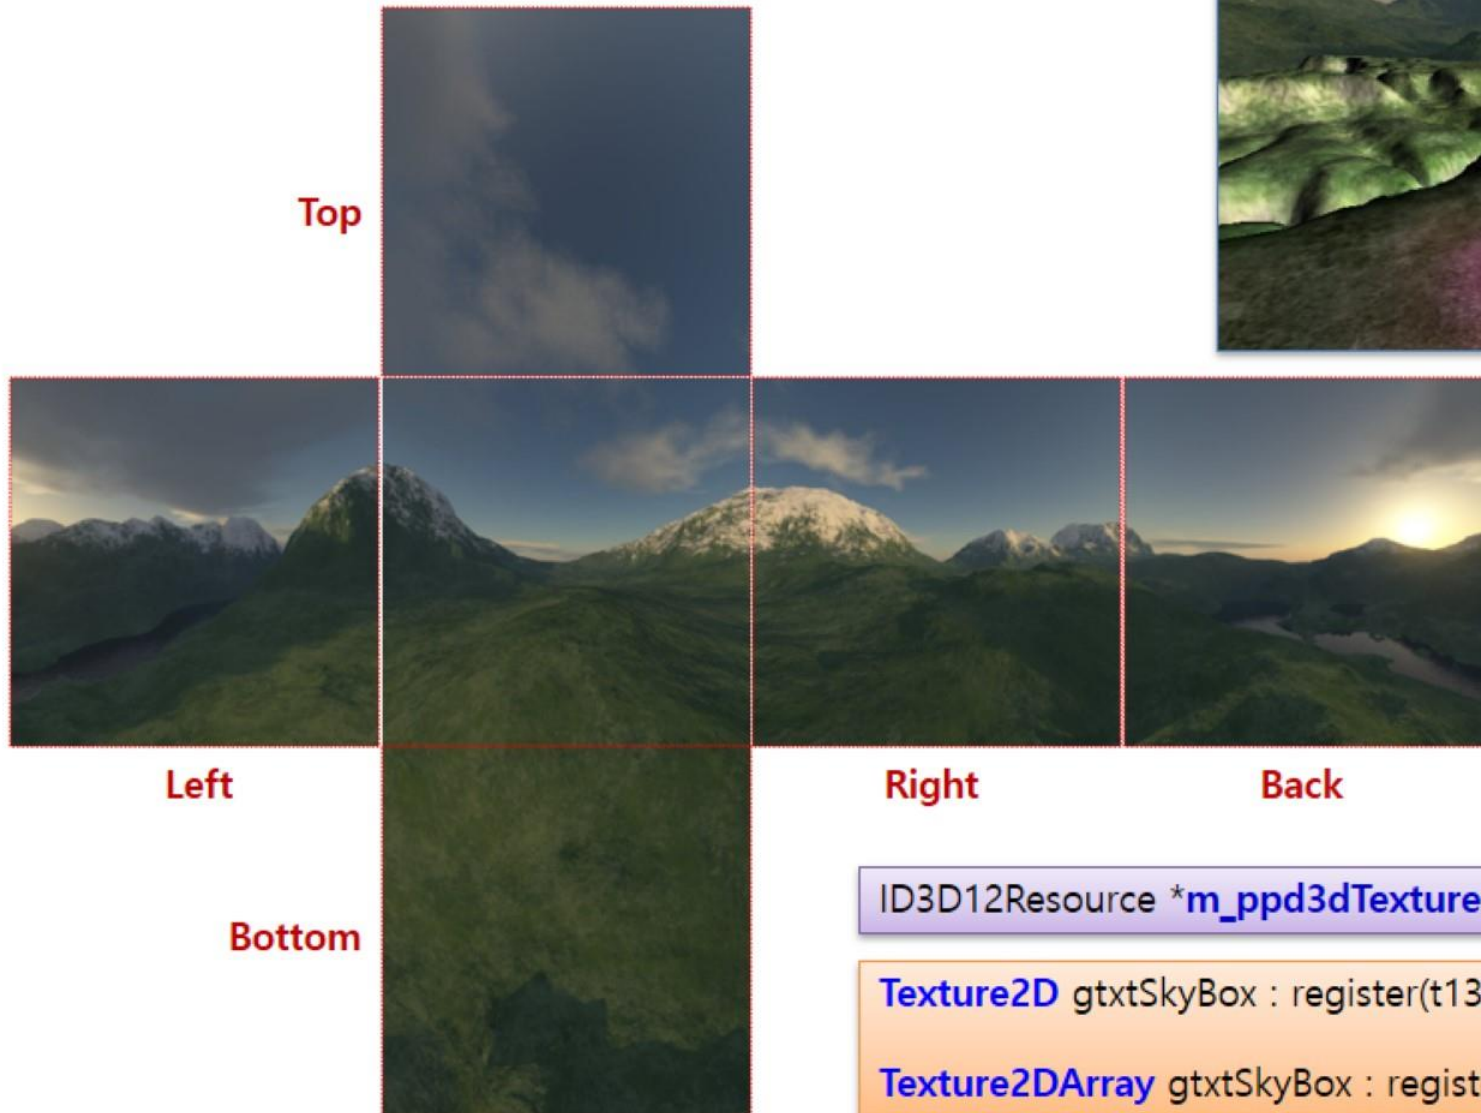 Top
Left
Right
Back
Bottom
ID3D12Resource *m_ppd3dTexture
Texture2D gtxtSkyBox : register(t13
Texture2DArray gtxtSkyBox : regist